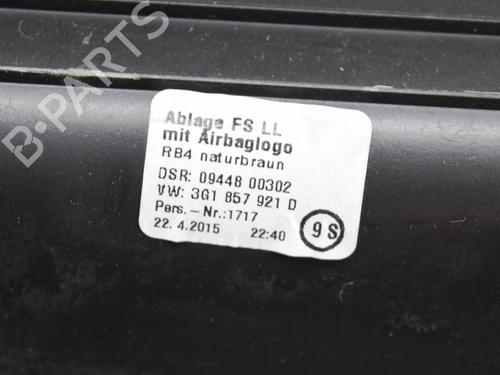 B-PARTS
Ablage FS LL
mit Airbaglogo
RB4 naturbraun
DSR: 09448 00302
VW: 3G1 857 921 D
Pers. - Nr.:1717
22. 4.2015 22:40
9 S